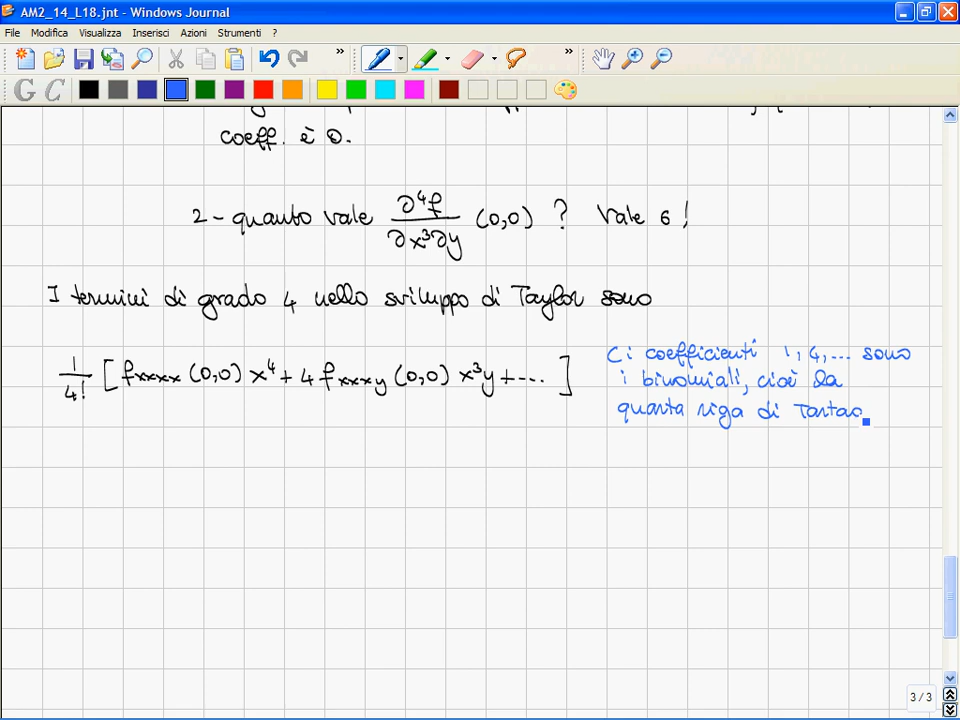 AM2_14_L18.jnt - Windows Journal
File Modifica Visualizza Inserisci Azioni Strumenti ?
coeff. è 0.
2 - quanto vale ∂⁴f/∂x³∂y (0,0) ? Vale 6 !
I termini di grado 4 nello sviluppo di Taylor sono
1/4! [ fxxxx (0,0) x⁴ + 4 fxxxy (0,0) x³y + ... ]
( i coefficienti 1, 4, ... sono
i binomiali, cioè la
quarta riga di Tartag
3 / 3